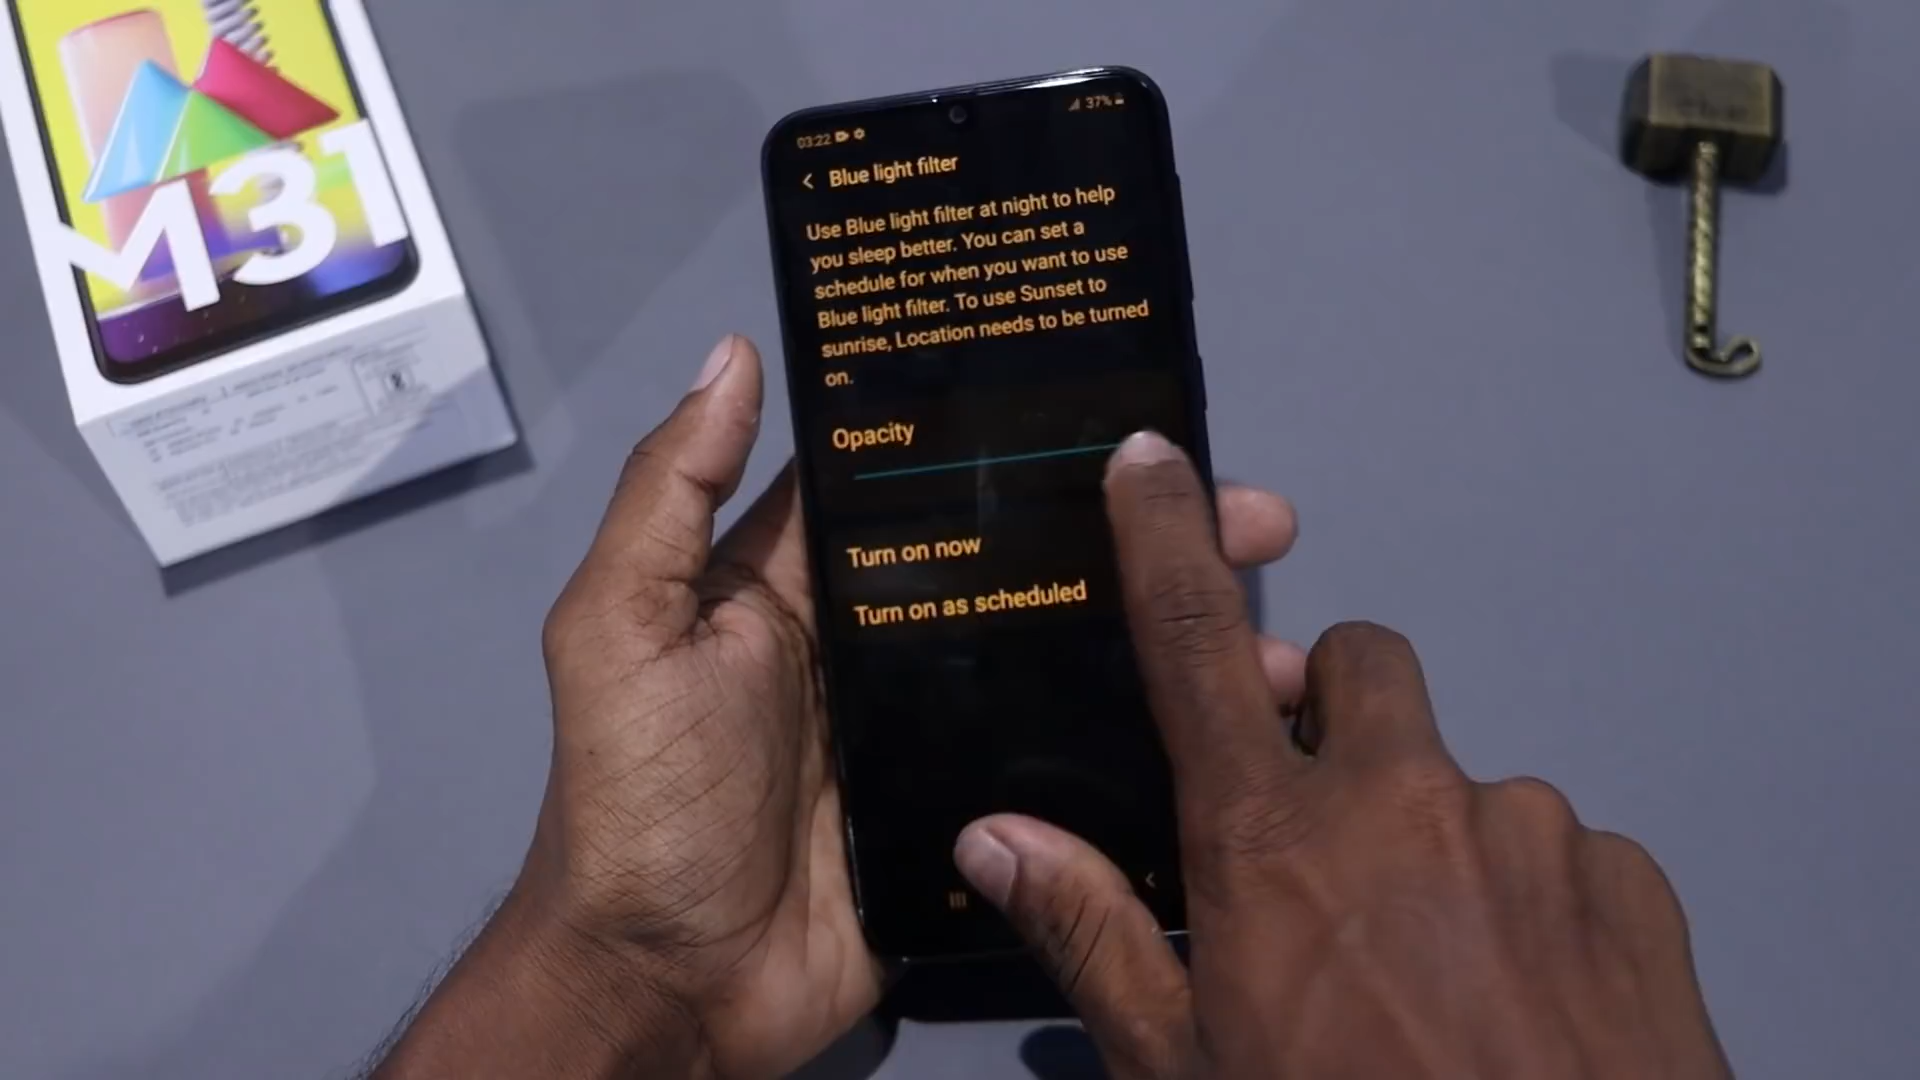 M31
03:22
37%
Blue light filter
Use Blue light filter at night to help
you sleep better. You can set a
schedule for when you want to use
Blue light filter. To use Sunset to
sunrise, Location needs to be turned
on.
Opacity
Turn on now
Turn on as scheduled